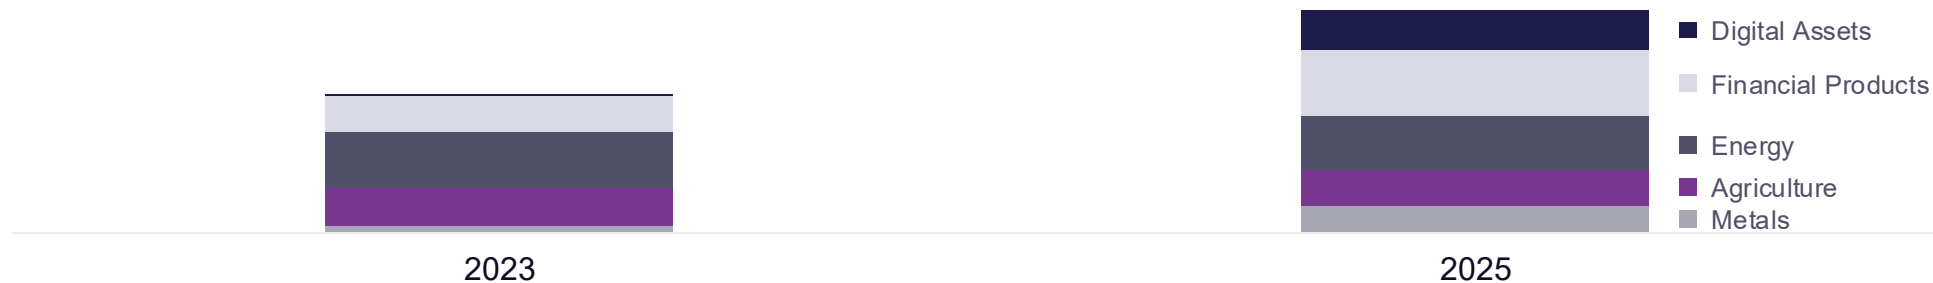 Digital Assets
Financial Products
Energy
Agriculture
Metals
2023
2025